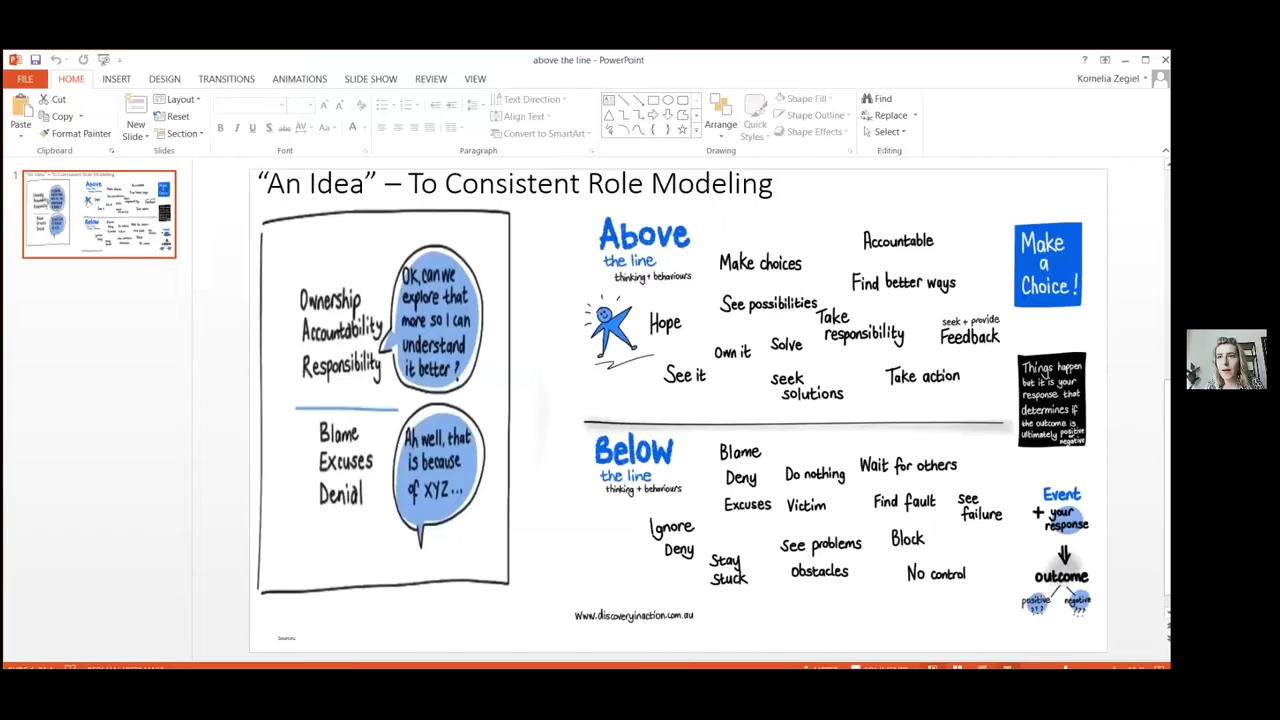 above the line - PowerPoint
FILE HOME INSERT DESIGN TRANSITIONS ANIMATIONS SLIDE SHOW REVIEW VIEW
Kornelia Zegiel
Paste
Cut
Copy
Format Painter
Clipboard
New
Slide
Layout
Reset
Section
Slides
Font
Text Direction
Align Text
Convert to SmartArt
Paragraph
Arrange
Quick
Styles
Shape Fill
Shape Outline
Shape Effects
Drawing
Find
Replace
Select
Editing
1
“An Idea” – To Consistent Role Modeling
Ownership
Accountability
Responsibility
Ok, can we
explore that
more so I can
understand
it better?
Blame
Excuses
Denial
Ah well, that
is because
of XYZ...
Above
the line
thinking + behaviours
Make choices
Accountable
Find better ways
See possibilities
Hope
Take
responsibility
seek + provide
Feedback
Own it
Solve
See it
seek
solutions
Take action
Below
the line
thinking + behaviours
Blame
Deny
Do nothing
Wait for others
Excuses
Victim
Find fault
see
failure
Ignore
Deny
See problems
Block
Stay
Stuck
obstacles
No control
www.discoveryinaction.com.au
Make
a
Choice!
Things happen
but it is your
response that
determines if
the outcome is
ultimately positive
negative
Event
+ your
response
outcome
positive
!?!
negative
???
Sources: